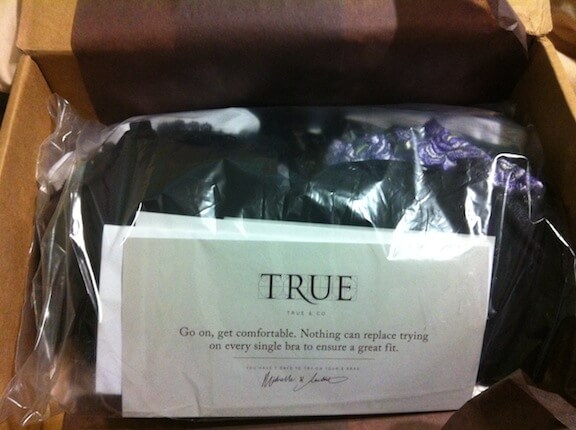 TRUE
TRUE & CO
Go on, get comfortable. Nothing can replace trying
on every single bra to ensure a great fit.